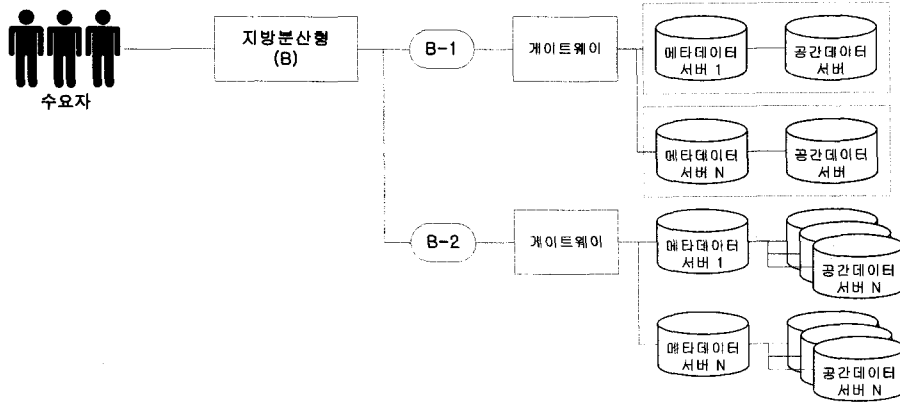 수요자
지방분산형
(B)
B-1
게이트웨이
메타데이터
서버 1
공간데이터
서버
메타데이터
서버 N
공간데이터
서버
B-2
게이트웨이
메타데이터
서버 1
공간데이터
서버 N
메타데이터
서버 N
공간데이터
서버 N